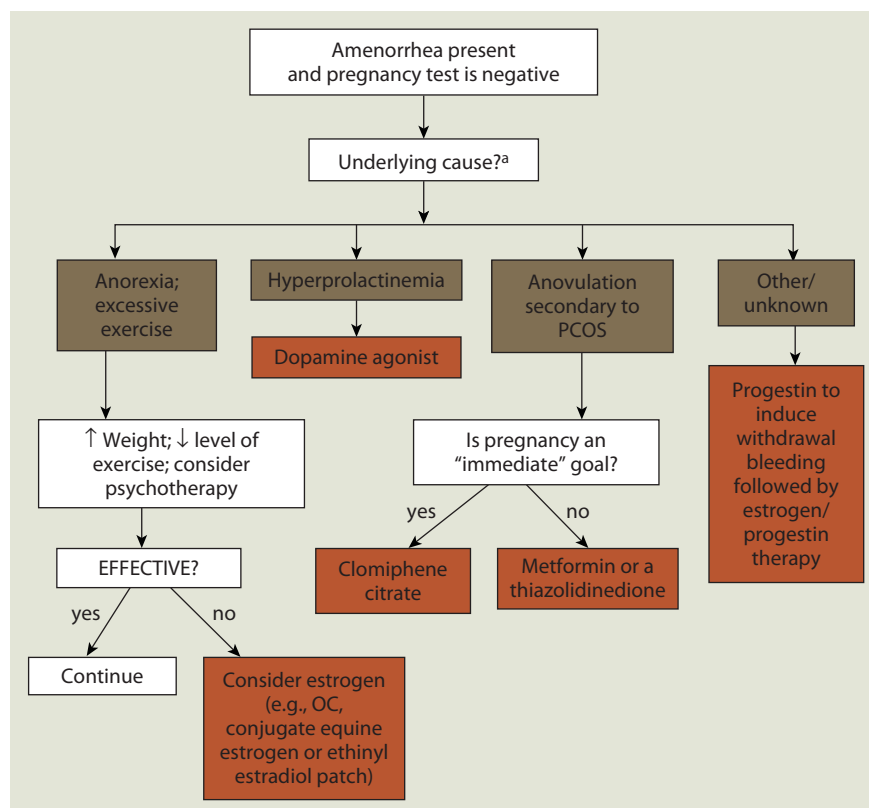 Amenorrhea present
and pregnancy test is negative
Underlying cause?ᵃ
Anorexia;
excessive
exercise
Hyperprolactinemia
Anovulation
secondary to
PCOS
Other/
unknown
Dopamine agonist
↑ Weight; ↓ level of
exercise; consider
psychotherapy
Is pregnancy an
“immediate” goal?
Progestin to
induce
withdrawal
bleeding
followed by
estrogen/
progestin
therapy
yes
no
Clomiphene
citrate
Metformin or a
thiazolidinedione
EFFECTIVE?
yes
no
Continue
Consider estrogen
(e.g., OC,
conjugate equine
estrogen or ethinyl
estradiol patch)